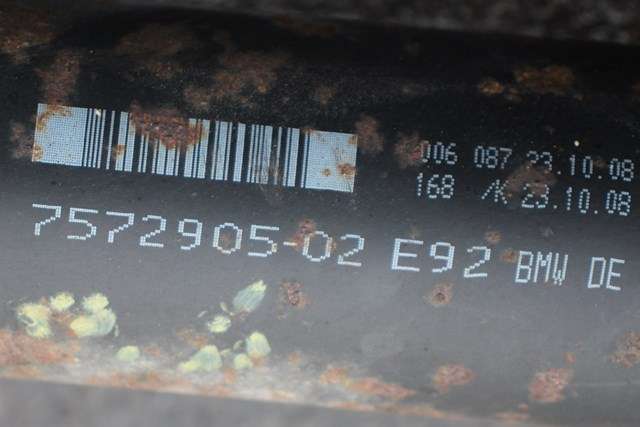 006 087 23.10.08
168 /K 23.10.08
7572905-02 E92 BMW DE